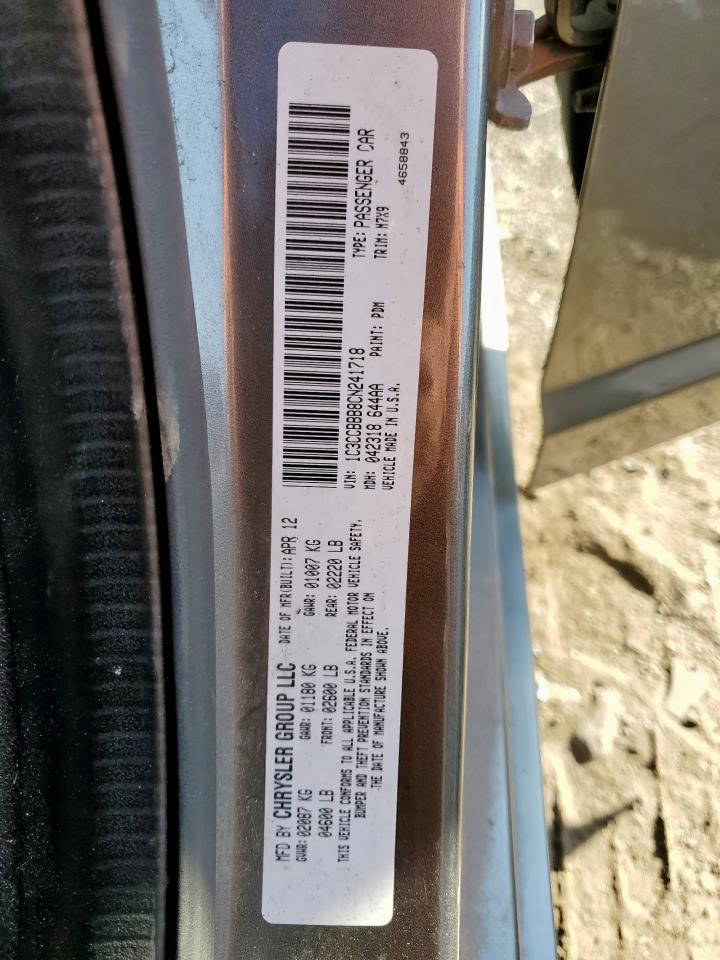 MFD BY CHRYSLER GROUP LLC DATE OF MFR(BUILT):APR 12
GVWR:02087 KG GAWR:01180 KG GAWR:01007 KG
04600 LB FRONT:02600 LB REAR:02220 LB
THIS VEHICLE CONFORMS TO ALL APPLICABLE U.S.A. FEDERAL MOTOR VEHICLE SAFETY,
BUMPER AND THEFT PREVENTION STANDARDS IN EFFECT ON
THE DATE OF MANUFACTURE SHOWN ABOVE.
VIN: 1C3CCBBB8CN241718 TYPE: PASSENGER CAR
MDH: 042318 644AA PAINT: PDM TRIM: M7X9
VEHICLE MADE IN U.S.A. 4658843